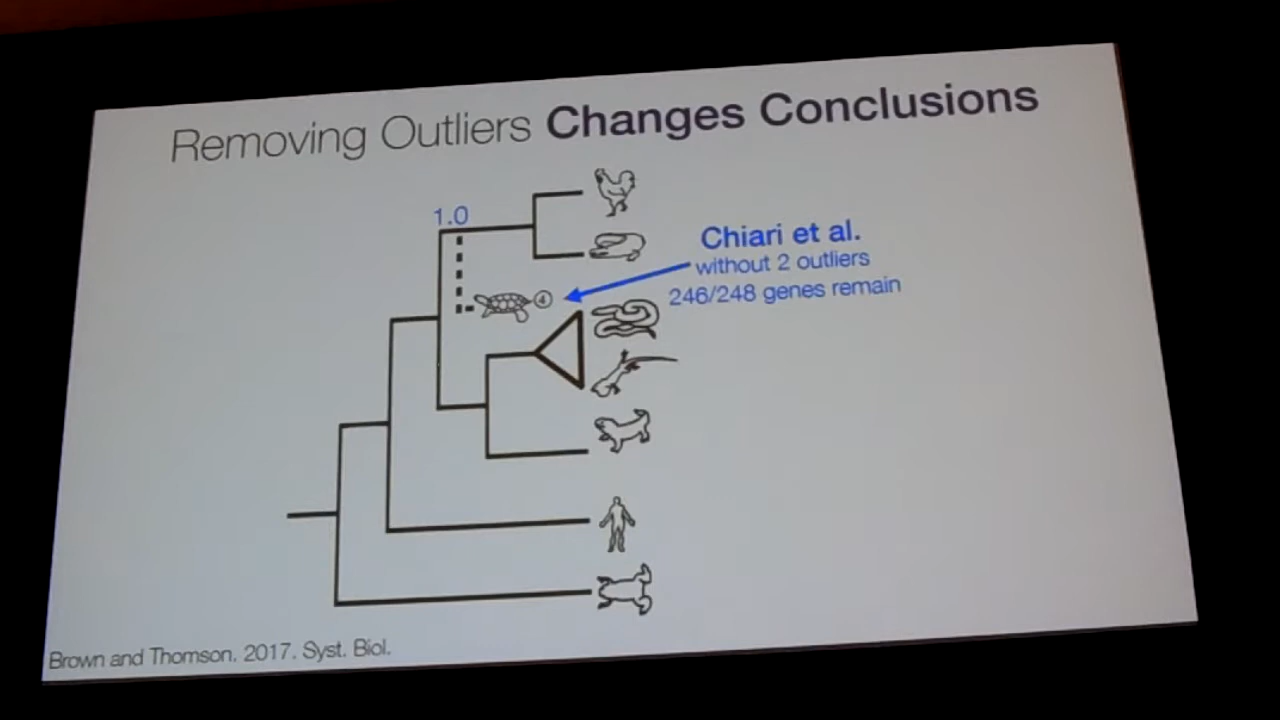 Removing Outliers Changes Conclusions
1.0
Chiari et al.
without 2 outliers
4
246/248 genes remain
Brown and Thomson. 2017. Syst. Biol.